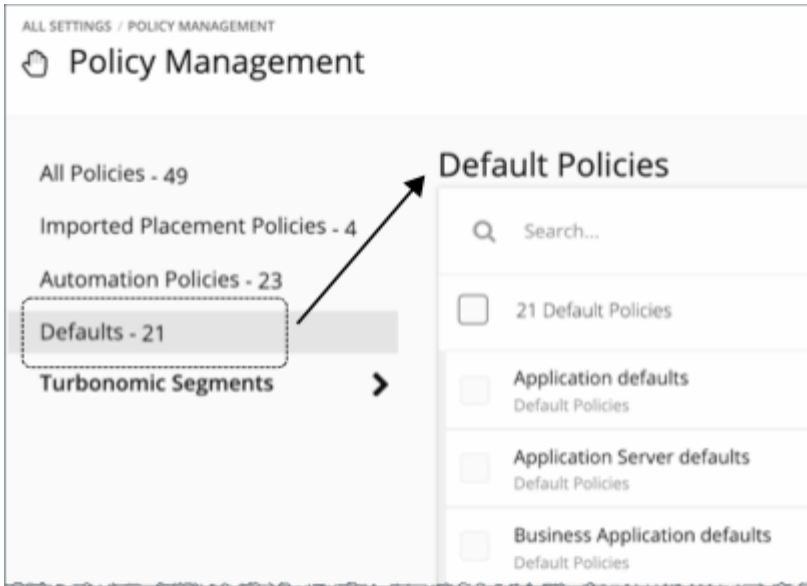 ALL SETTINGS / POLICY MANAGEMENT
Policy Management
All Policies - 49
Imported Placement Policies - 4
Automation Policies - 23
Defaults - 21
Turbonomic Segments
Default Policies
Search...
21 Default Policies
Application defaults
Default Policies
Application Server defaults
Default Policies
Business Application defaults
Default Policies